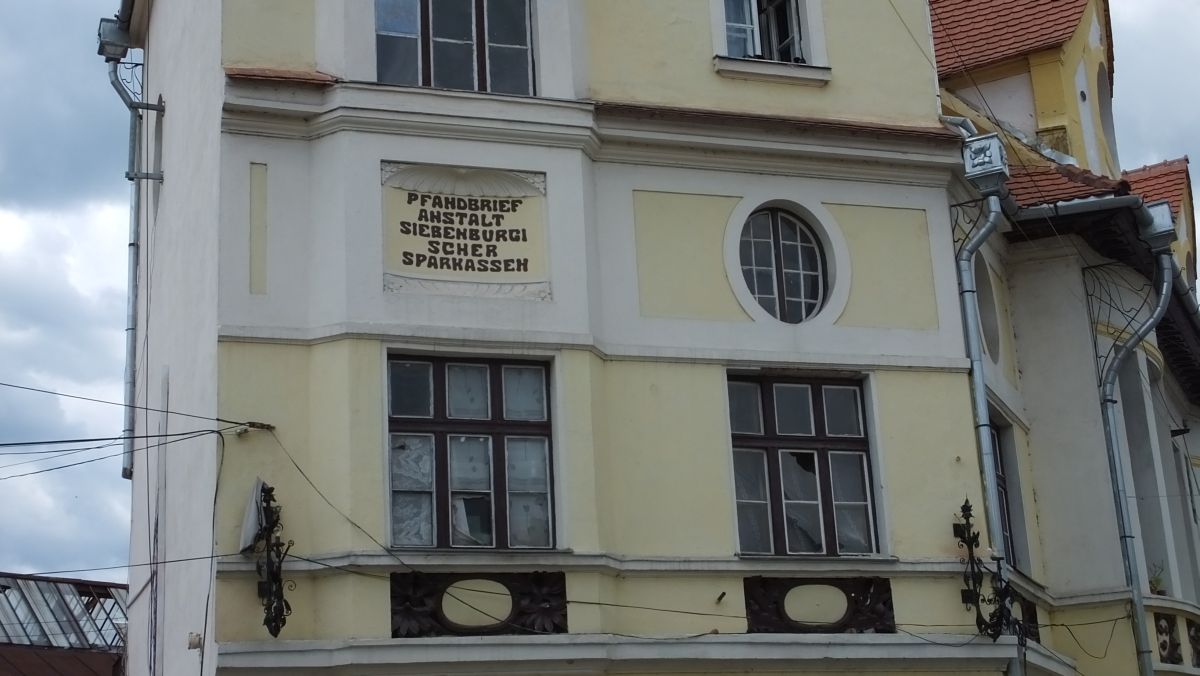 PFANDBRIEF
ANSTALT
SIEBENBURGI
SCHER
SPARKASSEN